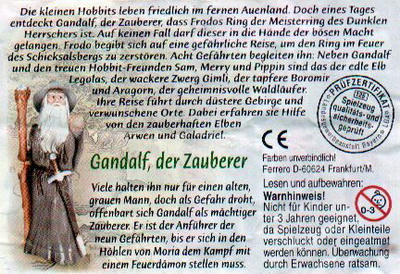 Die kleinen Hobbits leben friedlich im fernen Auenland. Doch eines Tages
entdeckt Gandalf, der Zauberer, dass Frodos Ring der Meisterring des Dunklen
Herrschers ist. Auf keinen Fall darf dieser in die Hände der bösen Macht
gelangen. Frodo begibt sich auf eine gefährliche Reise, um den Ring im Feuer
des Schicksalsbergs zu zerstören. Acht Gefährten begleiten ihn: Neben Gandalf
und den treuen Hobbit-Freunden Sam, Merry und Pippin sind das der edle Elb
Legolas, der wackere Zwerg Gimli, der tapfere Boromir
und Aragorn, der geheimnisvolle Waldläufer.
Ihre Reise führt durch düstere Gebirge und
verwunschene Orte. Dabei erfahren sie Hilfe
von den zauberhaften Elben
Arwen und Galadriel.
PRÜFZERTIFIKAT
Spielzeug
qualitäts- und
sicherheits-
geprüft
CE
Gandalf, der Zauberer
Viele halten ihn nur für einen alten,
grauen Mann, doch als Gefahr droht,
offenbart sich Gandalf als mächtiger
Zauberer. Er ist der Anführer der
neun Gefährten, bis er sich in den
Höhlen von Moria dem Kampf mit
einem Feuerdämon stellen muss.
Farben unverbindlich!
Ferrero D-60624 Frankfurt/M.
Lesen und aufbewahren:
Warnhinweis!
Nicht für Kinder un-
ter 3 Jahren geeignet,
da Spielzeug oder Kleinteile
verschluckt oder eingeatmet
werden können. Überwachung
durch Erwachsene ratsam.
0-3